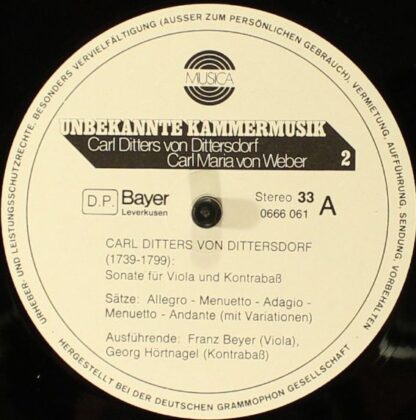 URHEBER- UND LEISTUNGSSCHUTZRECHTE, BESONDERS VERVIELFÄLTIGUNG (AUSSER ZUM PERSÖNLICHEN GEBRAUCH), VERMIETUNG, AUFFÜHRUNG, SENDUNG, VORBEHALTEN
MUSICA
UNBEKANNTE KAMMERMUSIK
Carl Ditters von Dittersdorf
Carl Maria von Weber 2
D.P. Bayer
Leverkusen
Stereo 33
0666 061 A
CARL DITTERS VON DITTERSDORF
(1739-1799):
Sonate für Viola und Kontrabaß
Sätze: Allegro - Menuetto - Adagio -
Menuetto - Andante (mit Variationen)
Ausführende: Franz Beyer (Viola),
Georg Hörtnagel (Kontrabaß)
HERGESTELLT BEI DER DEUTSCHEN GRAMMOPHON GESELLSCHAFT